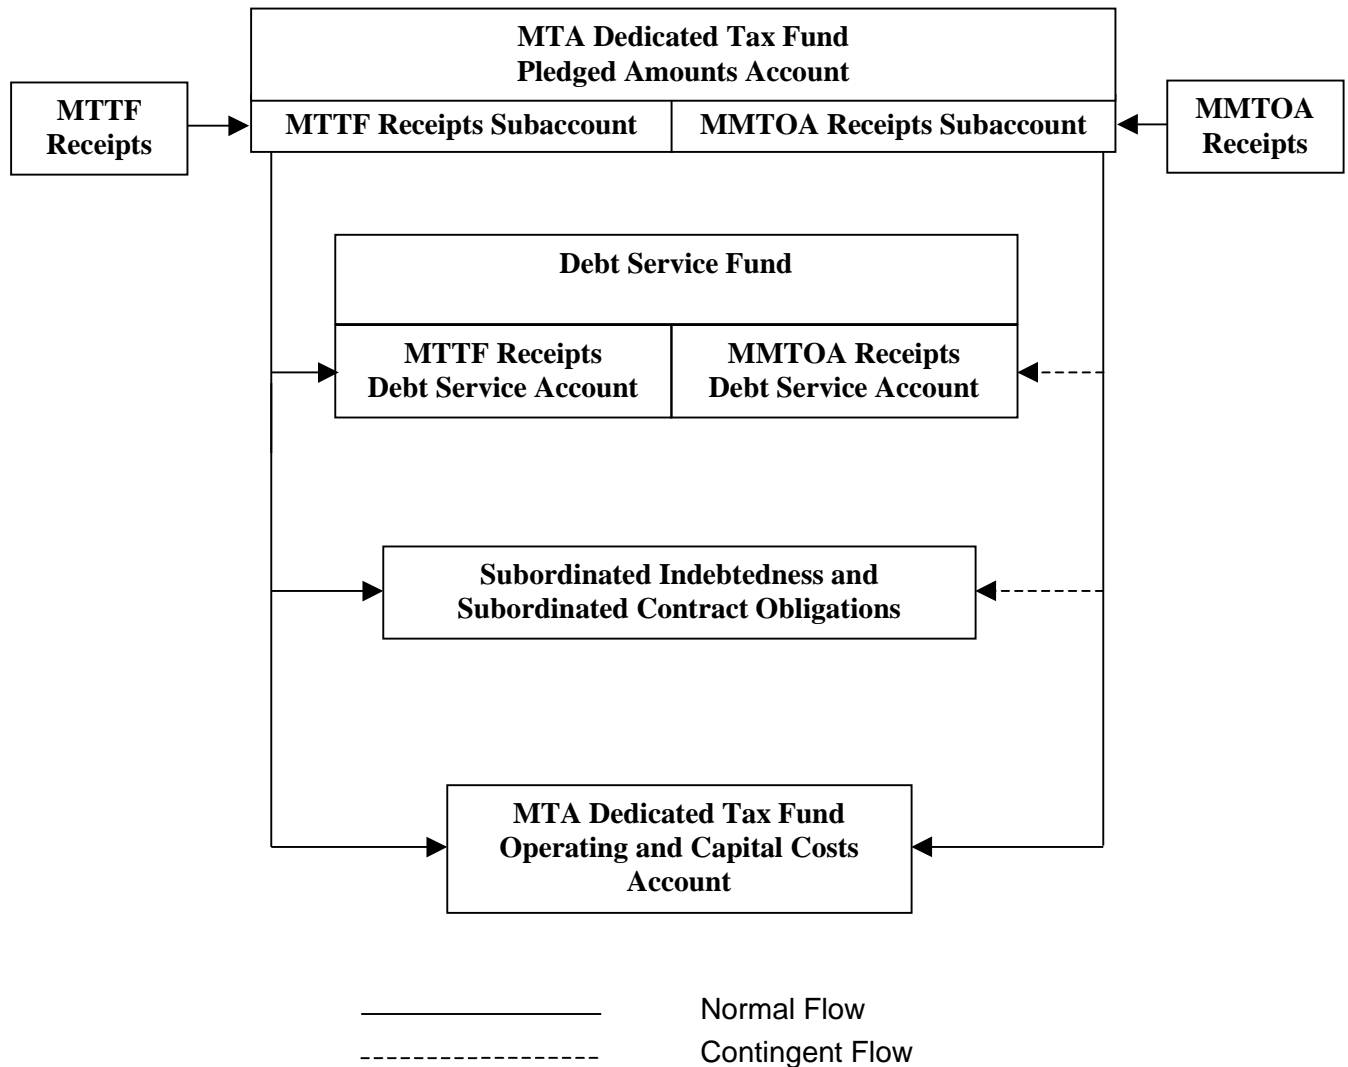 MTA Dedicated Tax Fund
Pledged Amounts Account
MTTF
Receipts
MTTF Receipts Subaccount
MMTOA Receipts Subaccount
MMTOA
Receipts
Debt Service Fund
MTTF Receipts
Debt Service Account
MMTOA Receipts
Debt Service Account
Subordinated Indebtedness and
Subordinated Contract Obligations
MTA Dedicated Tax Fund
Operating and Capital Costs
Account
Normal Flow
Contingent Flow